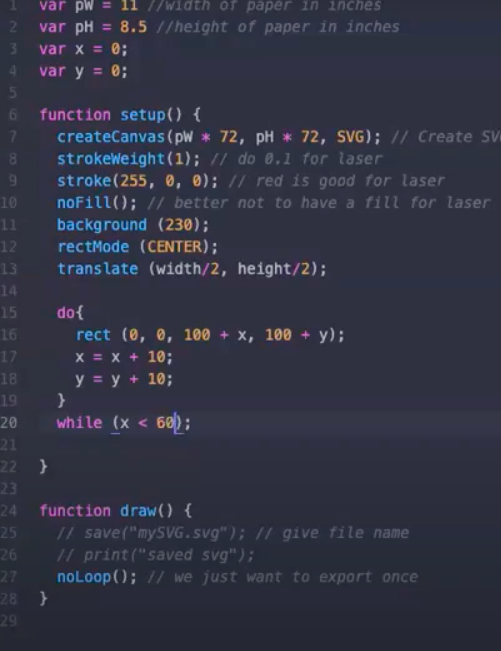 1 var pW = 11 //width of paper in inches
2 var pH = 8.5 //height of paper in inches
3 var x = 0;
4 var y = 0;
5
6 function setup() {
7 createCanvas(pW * 72, pH * 72, SVG); // Create SV
8 strokeWeight(1); // do 0.1 for laser
9 stroke(255, 0, 0); // red is good for laser
10 noFill(); // better not to have a fill for laser
11 background (230);
12 rectMode (CENTER);
13 translate (width/2, height/2);
14
15 do{
16 rect (0, 0, 100 + x, 100 + y);
17 x = x + 10;
18 y = y + 10;
19 }
20 while (x < 60);
21
22 }
23
24 function draw() {
25 // save("mySVG.svg"); // give file name
26 // print("saved svg");
27 noLoop(); // we just want to export once
28 }
29